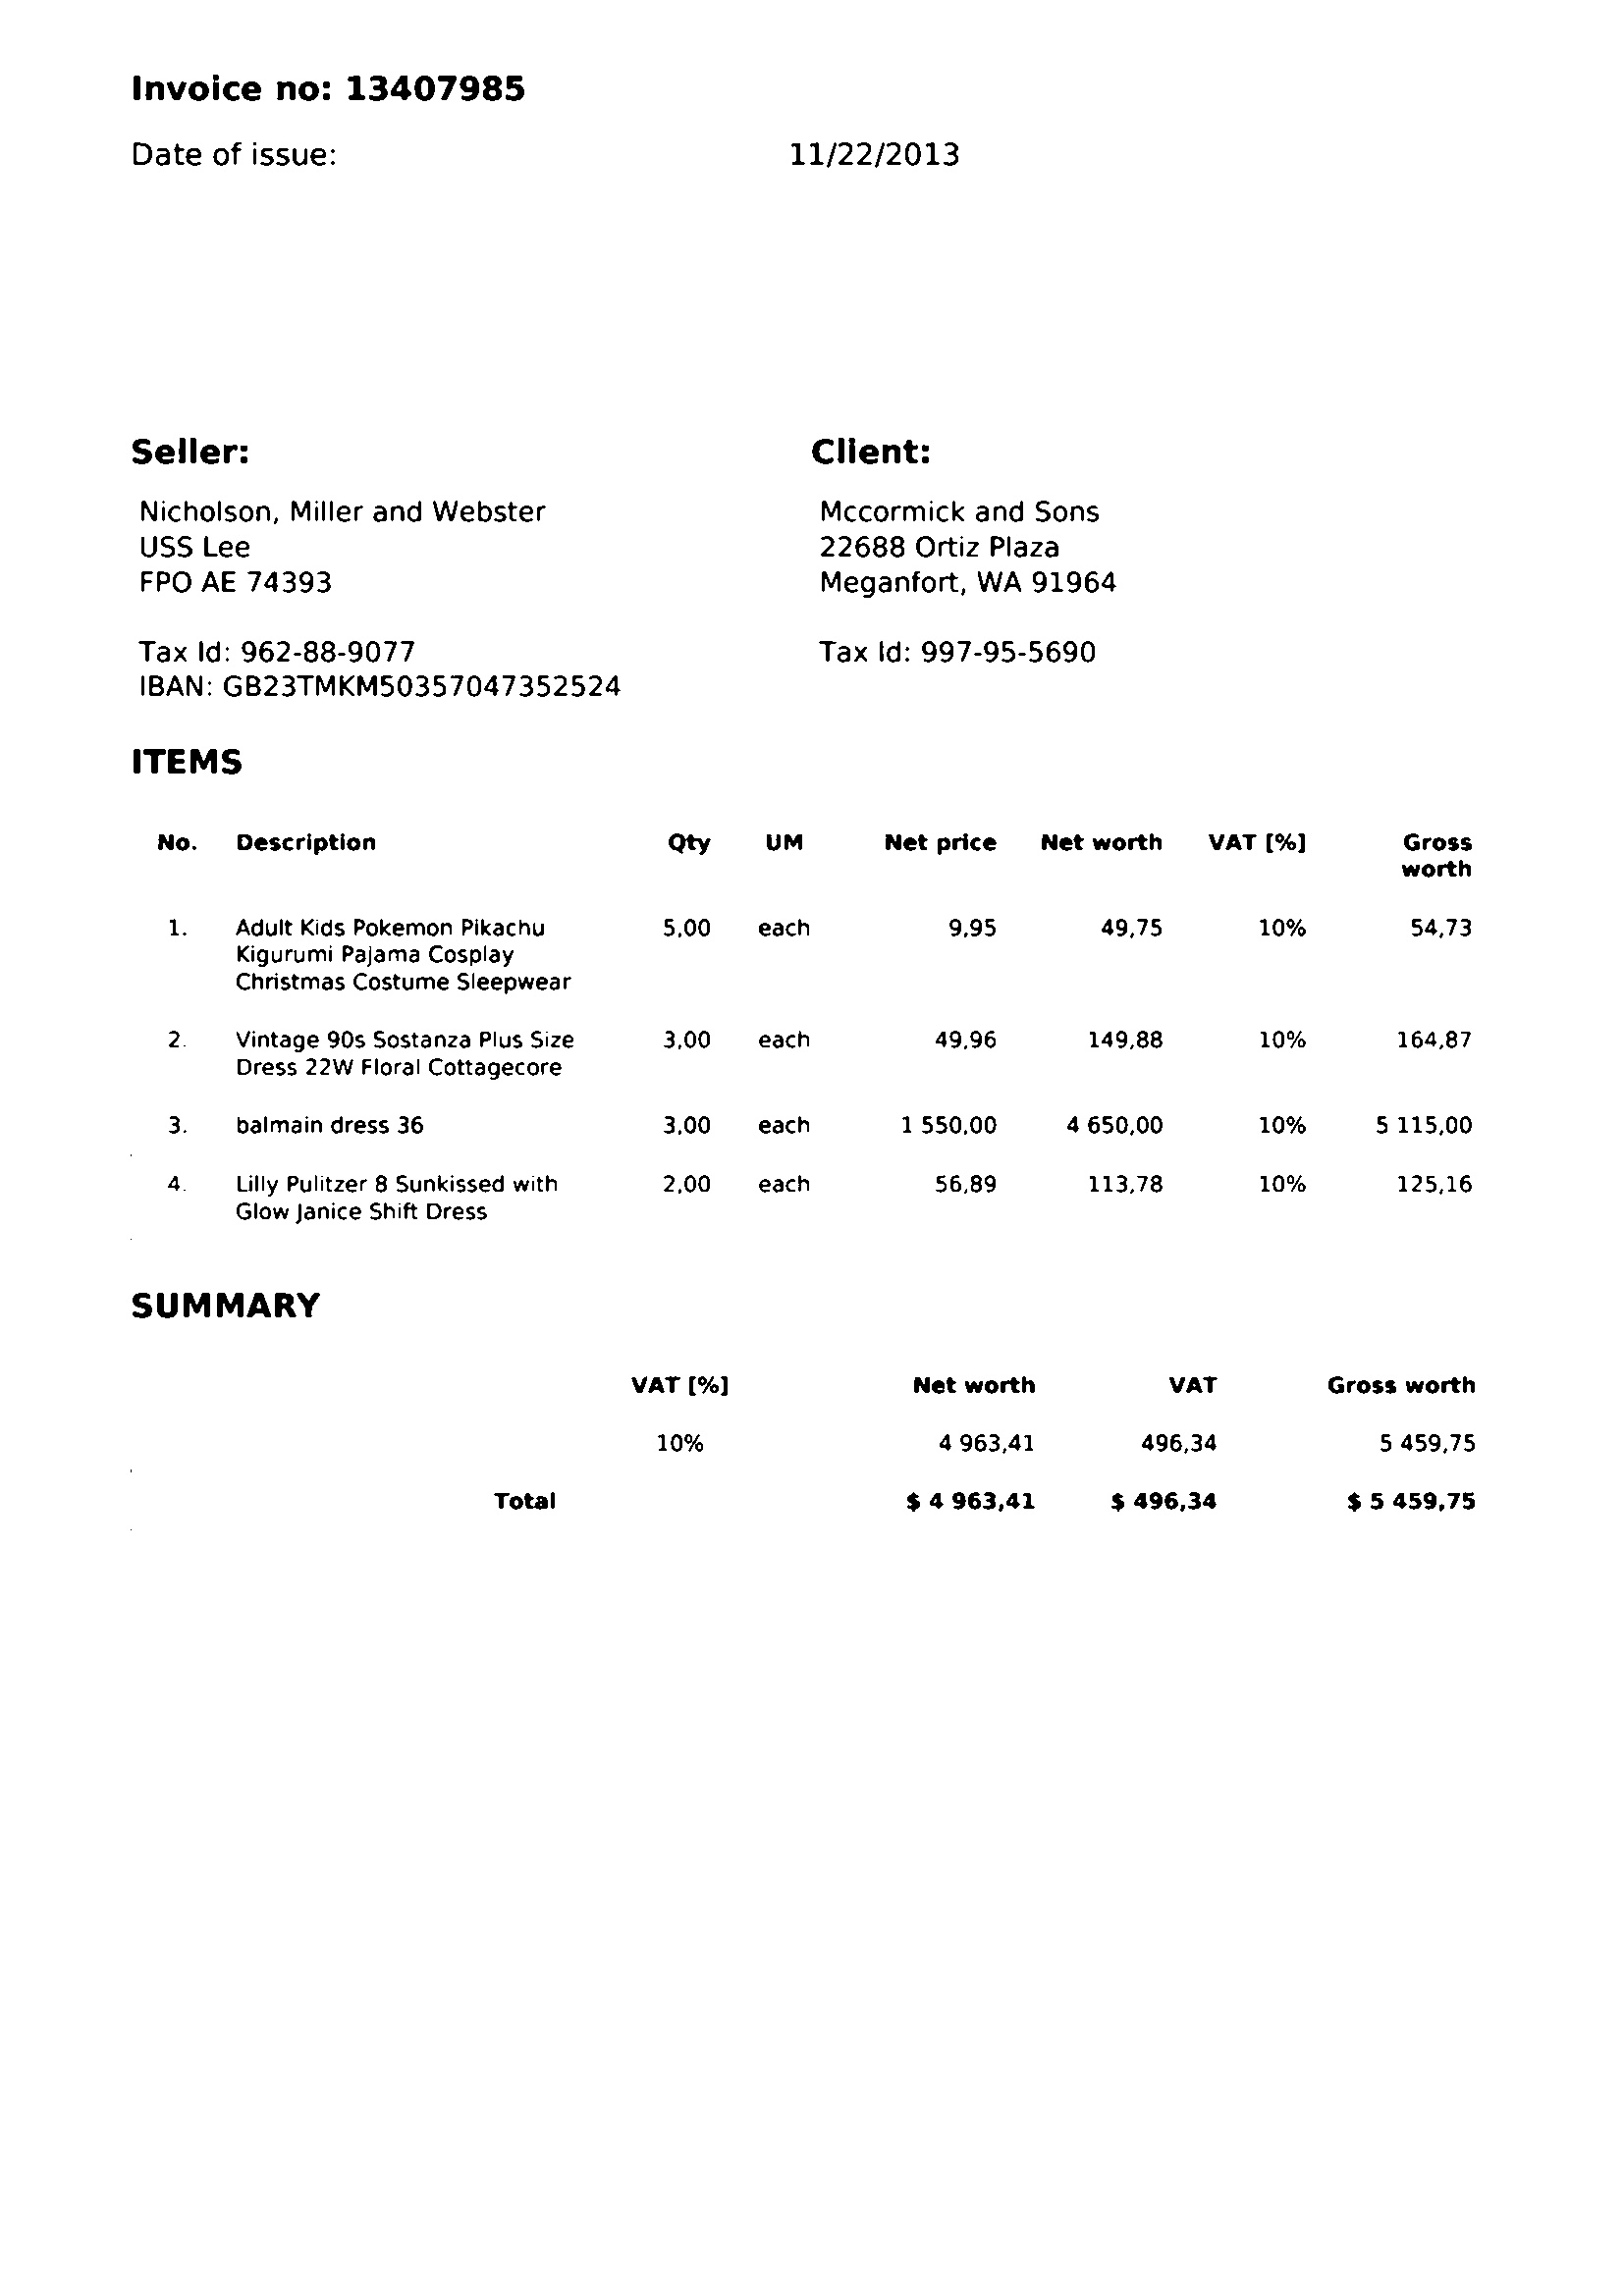 Invoice no: 13407985
Date of issue: 11/22/2013
Seller: Client:
Nicholson, Miller and Webster Mccormick and Sons
USS Lee 22688 Ortiz Plaza
FPO AE 74393 Meganfort, WA 91964
Tax Id: 962-88-9077 Tax Id: 997-95-5690
IBAN: GB23TMKM50357047352524
ITEMS
No. Description Qty UM Net price Net worth VAT [%] Gross
worth
1. Adult Kids Pokemon Pikachu 5,00 each 9,95 49,75 10% 54,73
Kigurumi Pajama Cosplay
Christmas Costume Sleepwear
2. Vintage 90s Sostanza Plus Size 3,00 each 49,96 149,88 10% 164,87
Dress 22W Floral Cottagecore
3. balmain dress 36 3,00 each 1 550,00 4 650,00 10% 5 115,00
4. Lilly Pulitzer 8 Sunkissed with 2,00 each 56,89 113,78 10% 125,16
Glow Janice Shift Dress
SUMMARY
VAT [%] Net worth VAT Gross worth
10% 4 963,41 496,34 5 459,75
Total $ 4 963,41 $ 496,34 $ 5 459,75